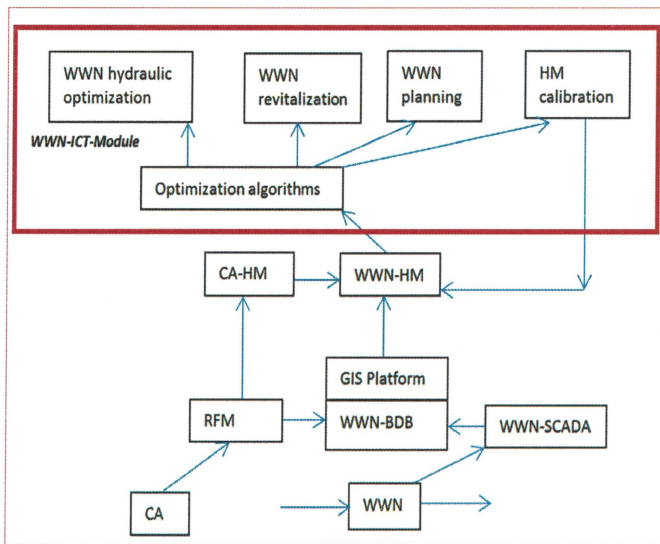 WWN hydraulic
optimization
WWN
revitalization
WWN
planning
HM
calibration
WWN-ICT-Module
Optimization algorithms
CA-HM
WWN-HM
GIS Platform
RFM
WWN-BDB
WWN-SCADA
CA
WWN